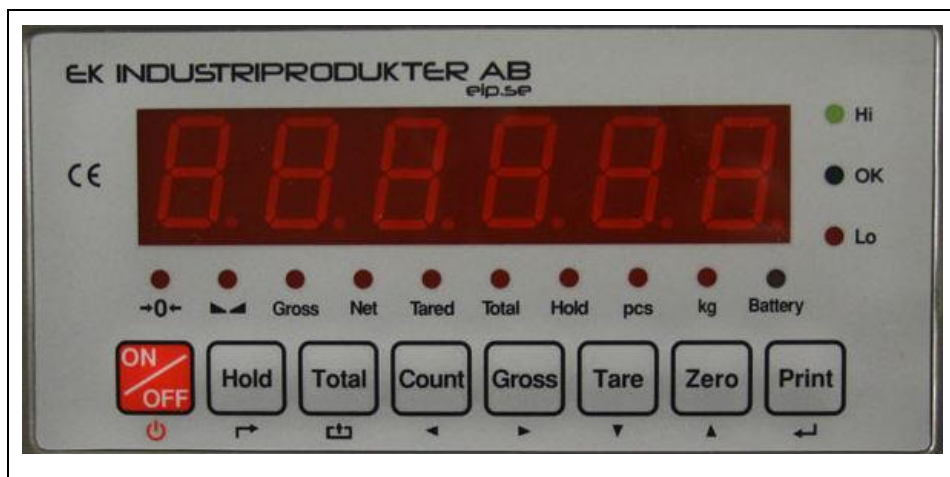 EK INDUSTRIPRODUKTER AB
eip.se
Hi
CE
OK
Lo
→0← Gross Net Tared Total Hold pcs kg Battery
ON
OFF
Hold Total Count Gross Tare Zero Print